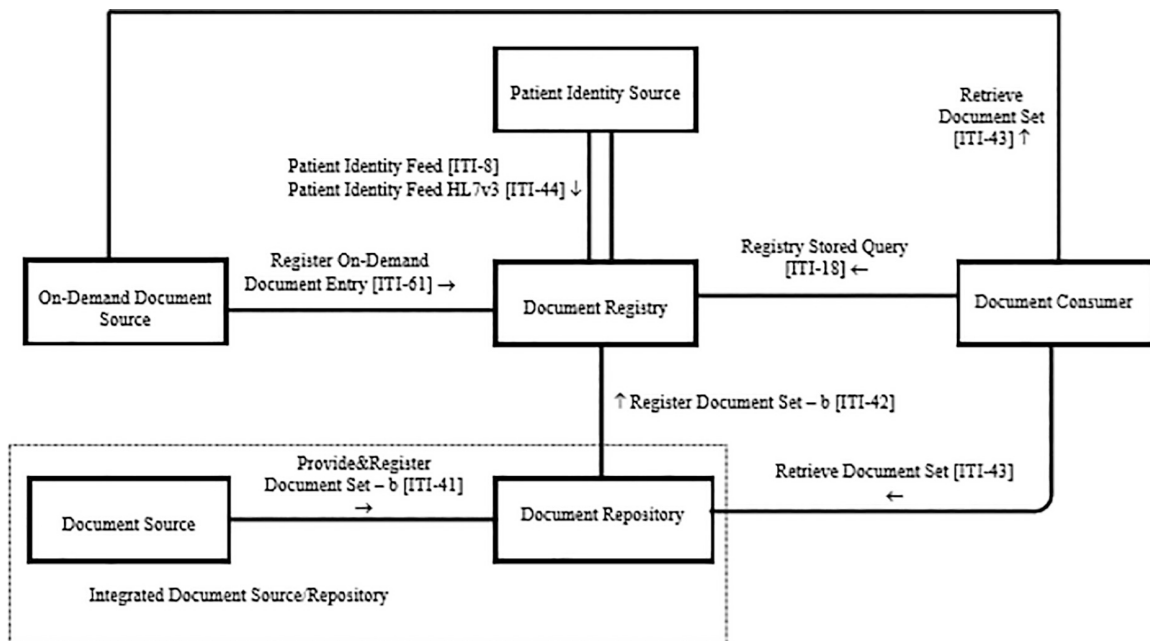 Patient Identity Source
Retrieve
Document Set
[ITI-43] ↑
Patient Identity Feed [ITI-8]
Patient Identity Feed HL7v3 [ITI-44] ↓
Register On-Demand
Document Entry [ITI-61] →
Registry Stored Query
[ITI-18] ←
On-Demand Document
Source
Document Registry
Document Consumer
↑ Register Document Set – b [ITI-42]
Provide&Register
Document Set – b [ITI-41]
→
Retrieve Document Set [ITI-43]
←
Document Source
Document Repository
Integrated Document Source/Repository